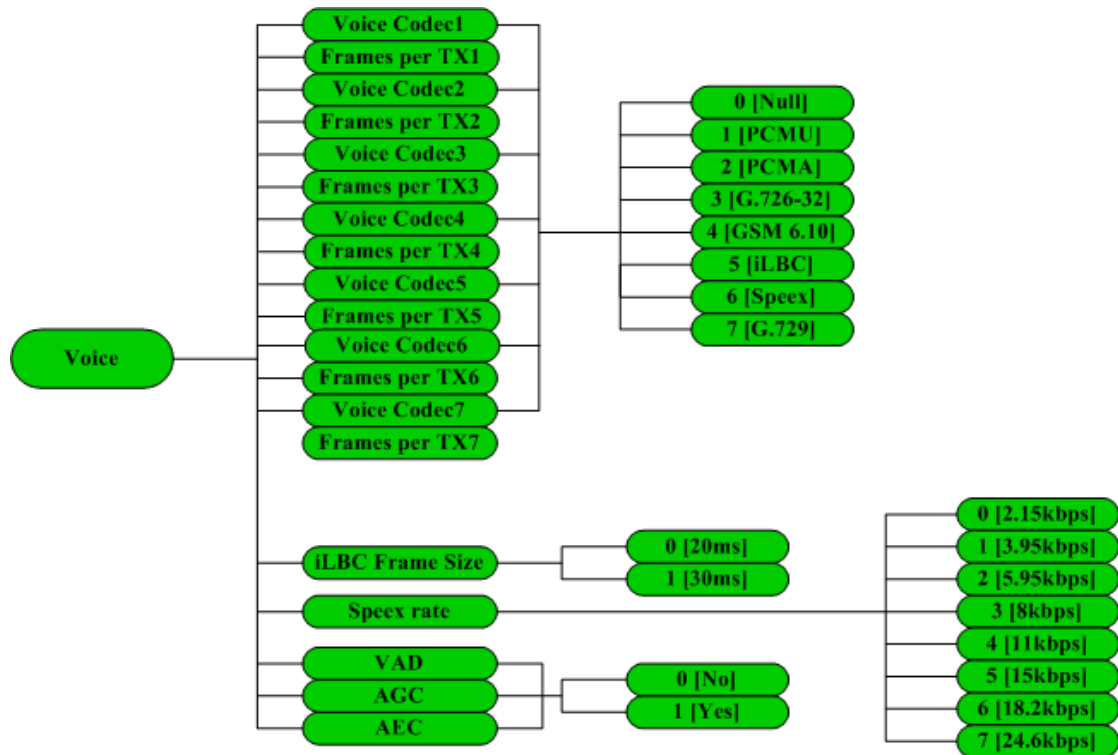 Voice
Voice Codec1
Frames per TX1
Voice Codec2
Frames per TX2
Voice Codec3
Frames per TX3
Voice Codec4
Frames per TX4
Voice Codec5
Frames per TX5
Voice Codec6
Frames per TX6
Voice Codec7
Frames per TX7
0 [Null]
1 [PCMU]
2 [PCMA]
3 [G.726-32]
4 [GSM 6.10]
5 [iLBC]
6 [Speex]
7 [G.729]
iLBC Frame Size
0 [20ms]
1 [30ms]
Speex rate
0 [2.15kbps]
1 [3.95kbps]
2 [5.95kbps]
3 [8kbps]
4 [11kbps]
5 [15kbps]
6 [18.2kbps]
7 [24.6kbps]
VAD
AGC
AEC
0 [No]
1 [Yes]